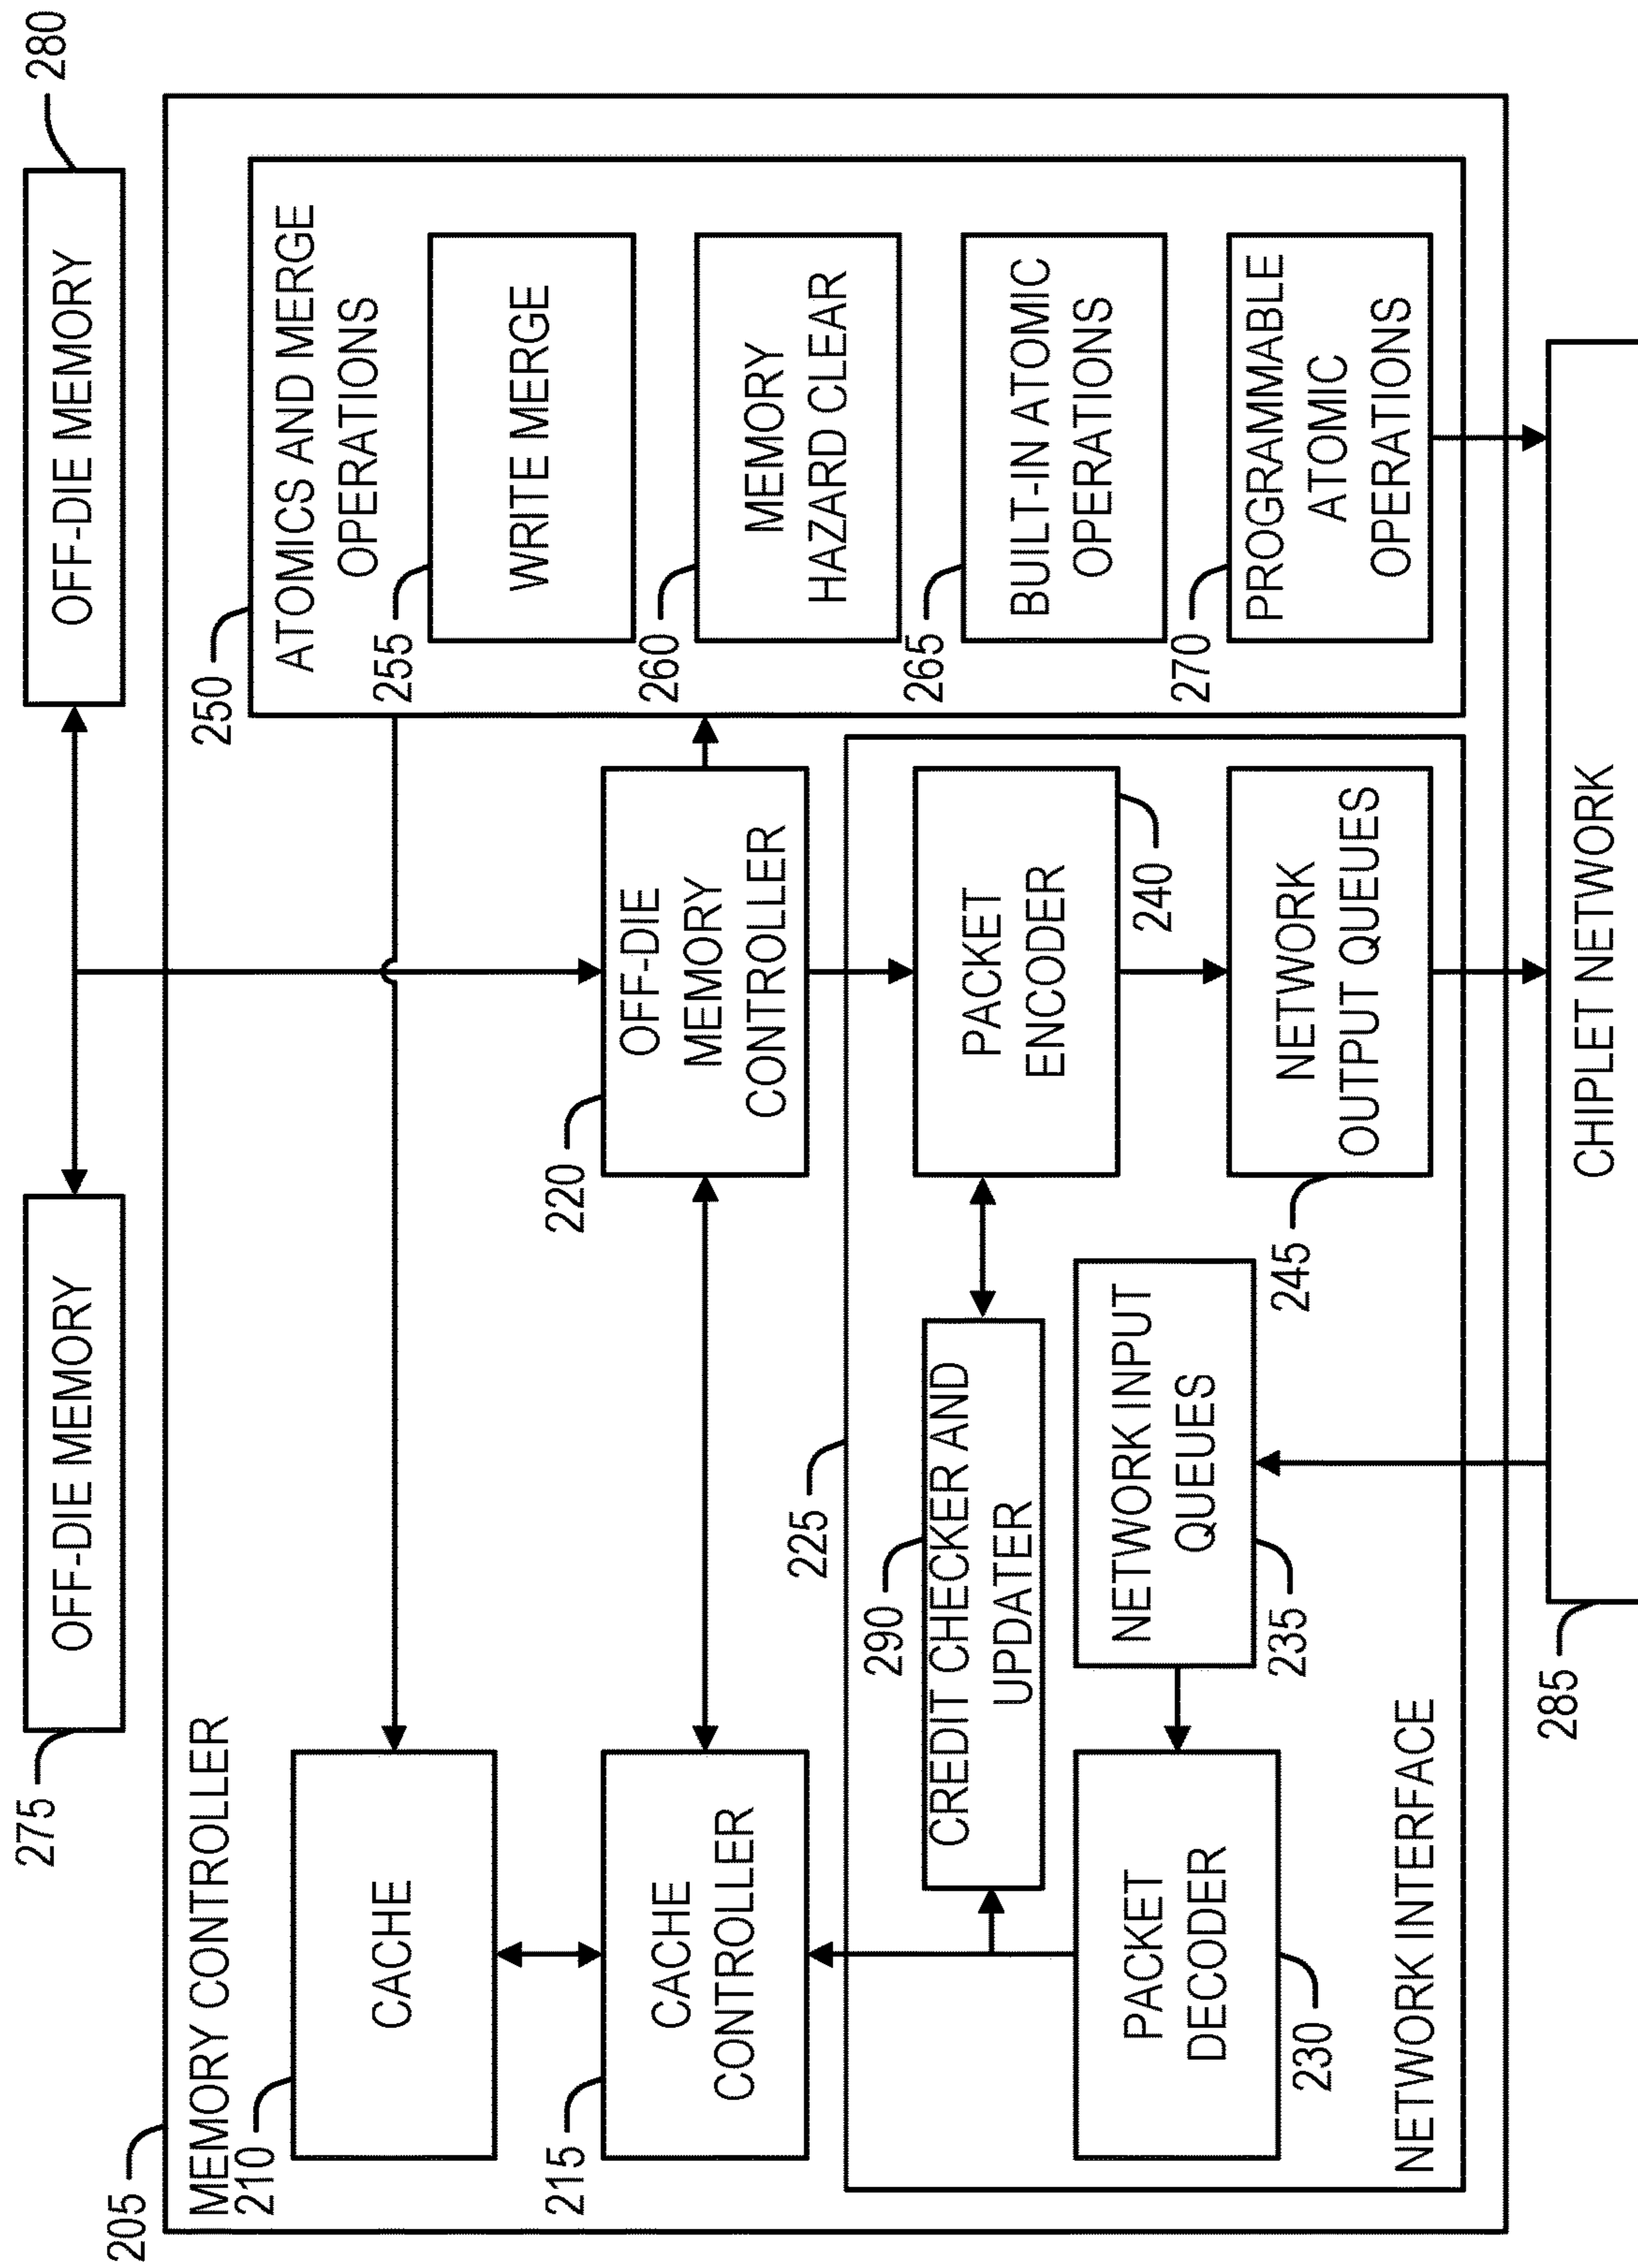 275
OFF-DIE MEMORY
OFF-DIE MEMORY
280
205
MEMORY CONTROLLER
210
CACHE
215
CACHE
CONTROLLER
220
OFF-DIE
MEMORY
CONTROLLER
250
ATOMICS AND MERGE
OPERATIONS
255
WRITE MERGE
260
MEMORY
HAZARD CLEAR
265
BUILT-IN ATOMIC
OPERATIONS
270
PROGRAMMABLE
ATOMIC
OPERATIONS
225
290
CREDIT CHECKER AND
UPDATER
PACKET
ENCODER
240
PACKET
DECODER
230
NETWORK INPUT
QUEUES
235
245
NETWORK
OUTPUT QUEUES
NETWORK INTERFACE
285
CHIPLET NETWORK